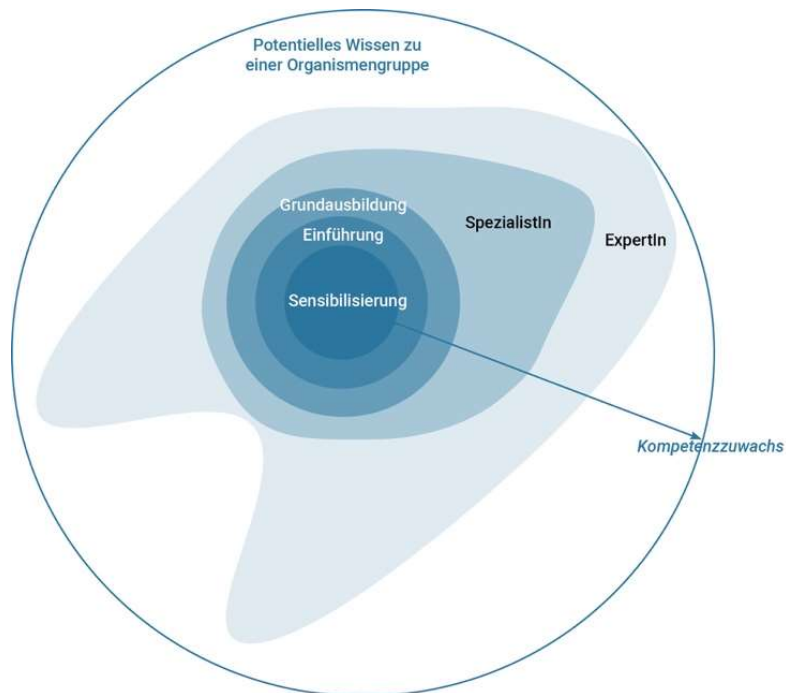 Potentielles Wissen zu
einer Organismengruppe
Grundausbildung
Einführung
SpezialistIn
ExpertIn
Sensibilisierung
Kompetenzzuwachs